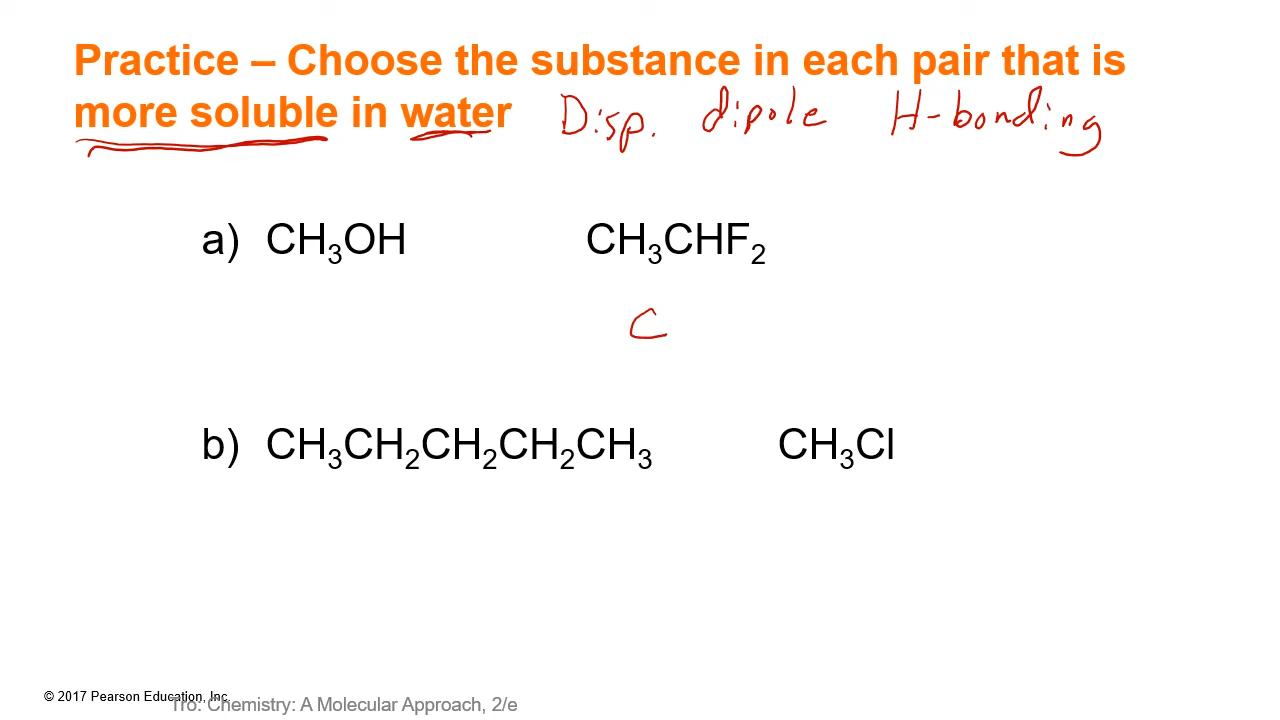 Practice – Choose the substance in each pair that is
more soluble in water Disp. dipole H-bonding
a) CH₃OH CH₃CHF₂
C
b) CH₃CH₂CH₂CH₂CH₃ CH₃Cl
© 2017 Pearson Education, Inc.
Tro: Chemistry: A Molecular Approach, 2/e